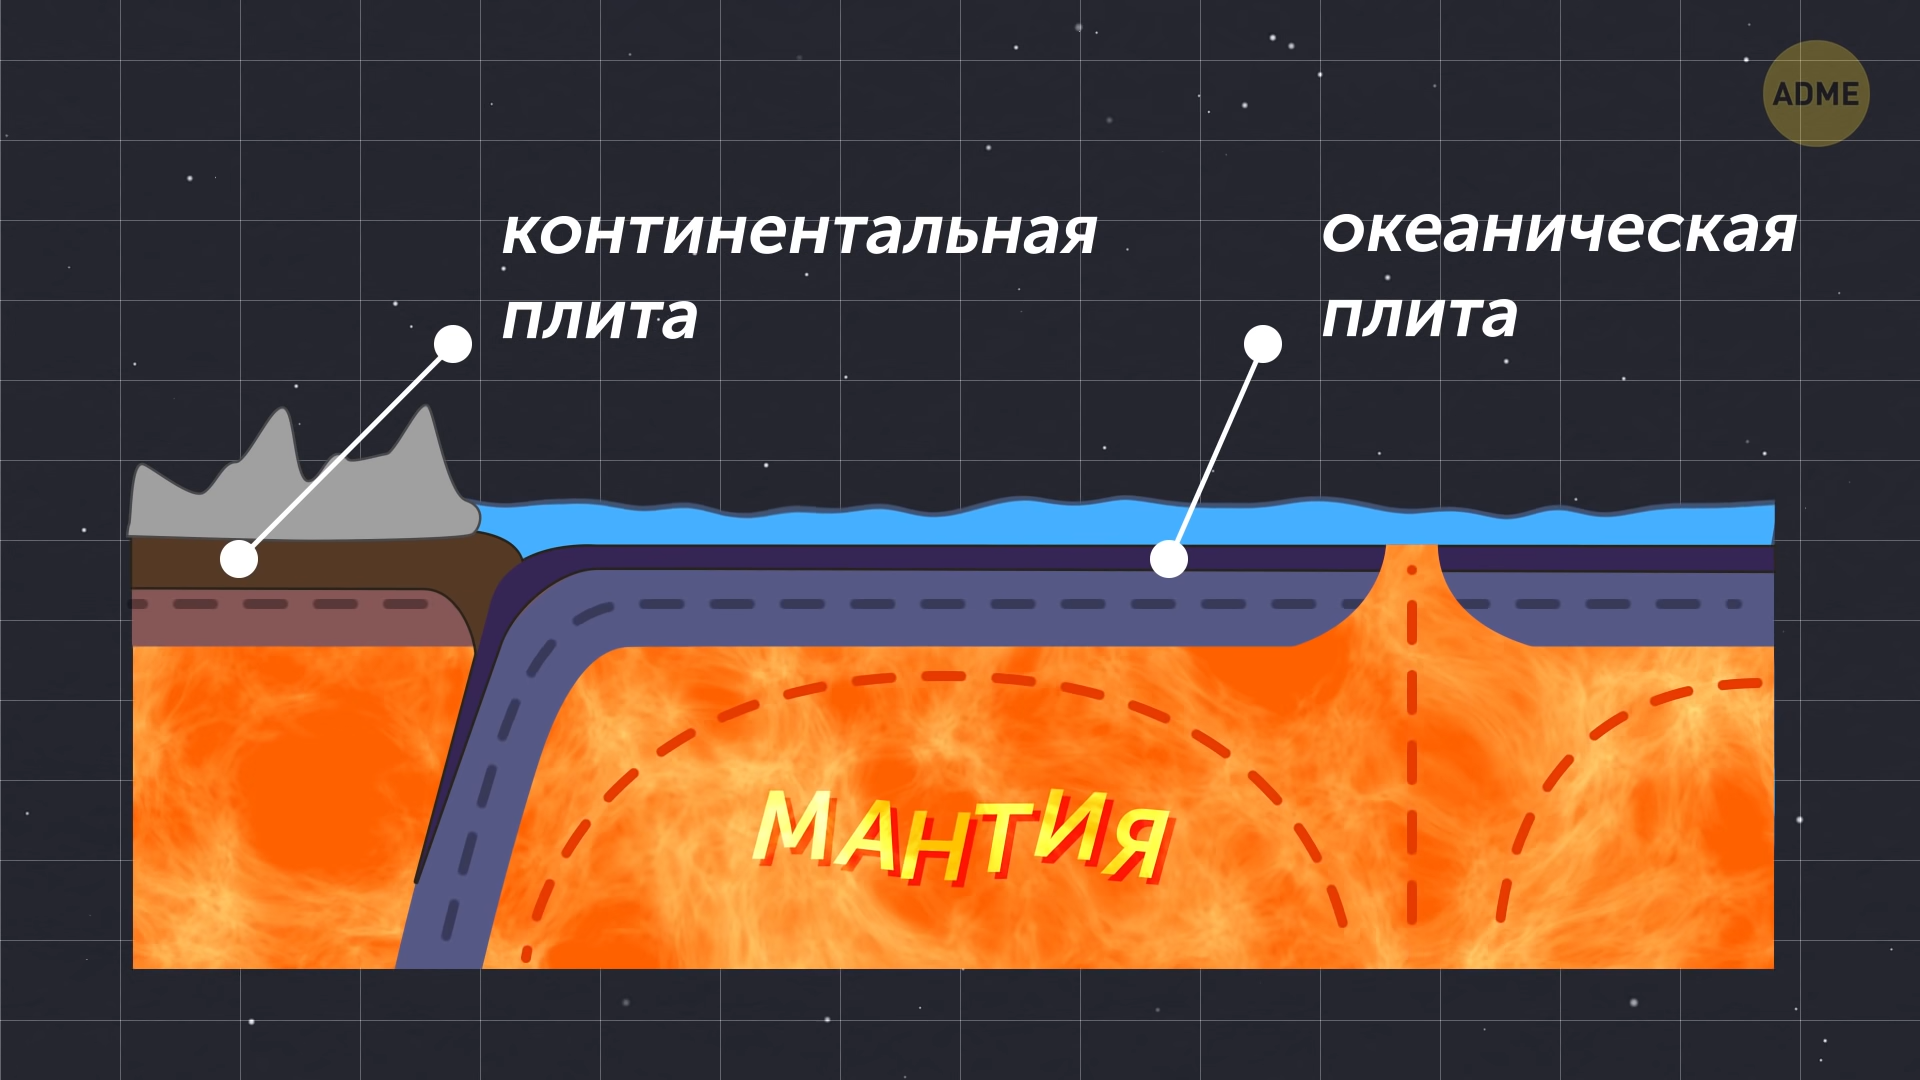 ADME
континентальная
плита
океаническая
плита
МАНТИЯ